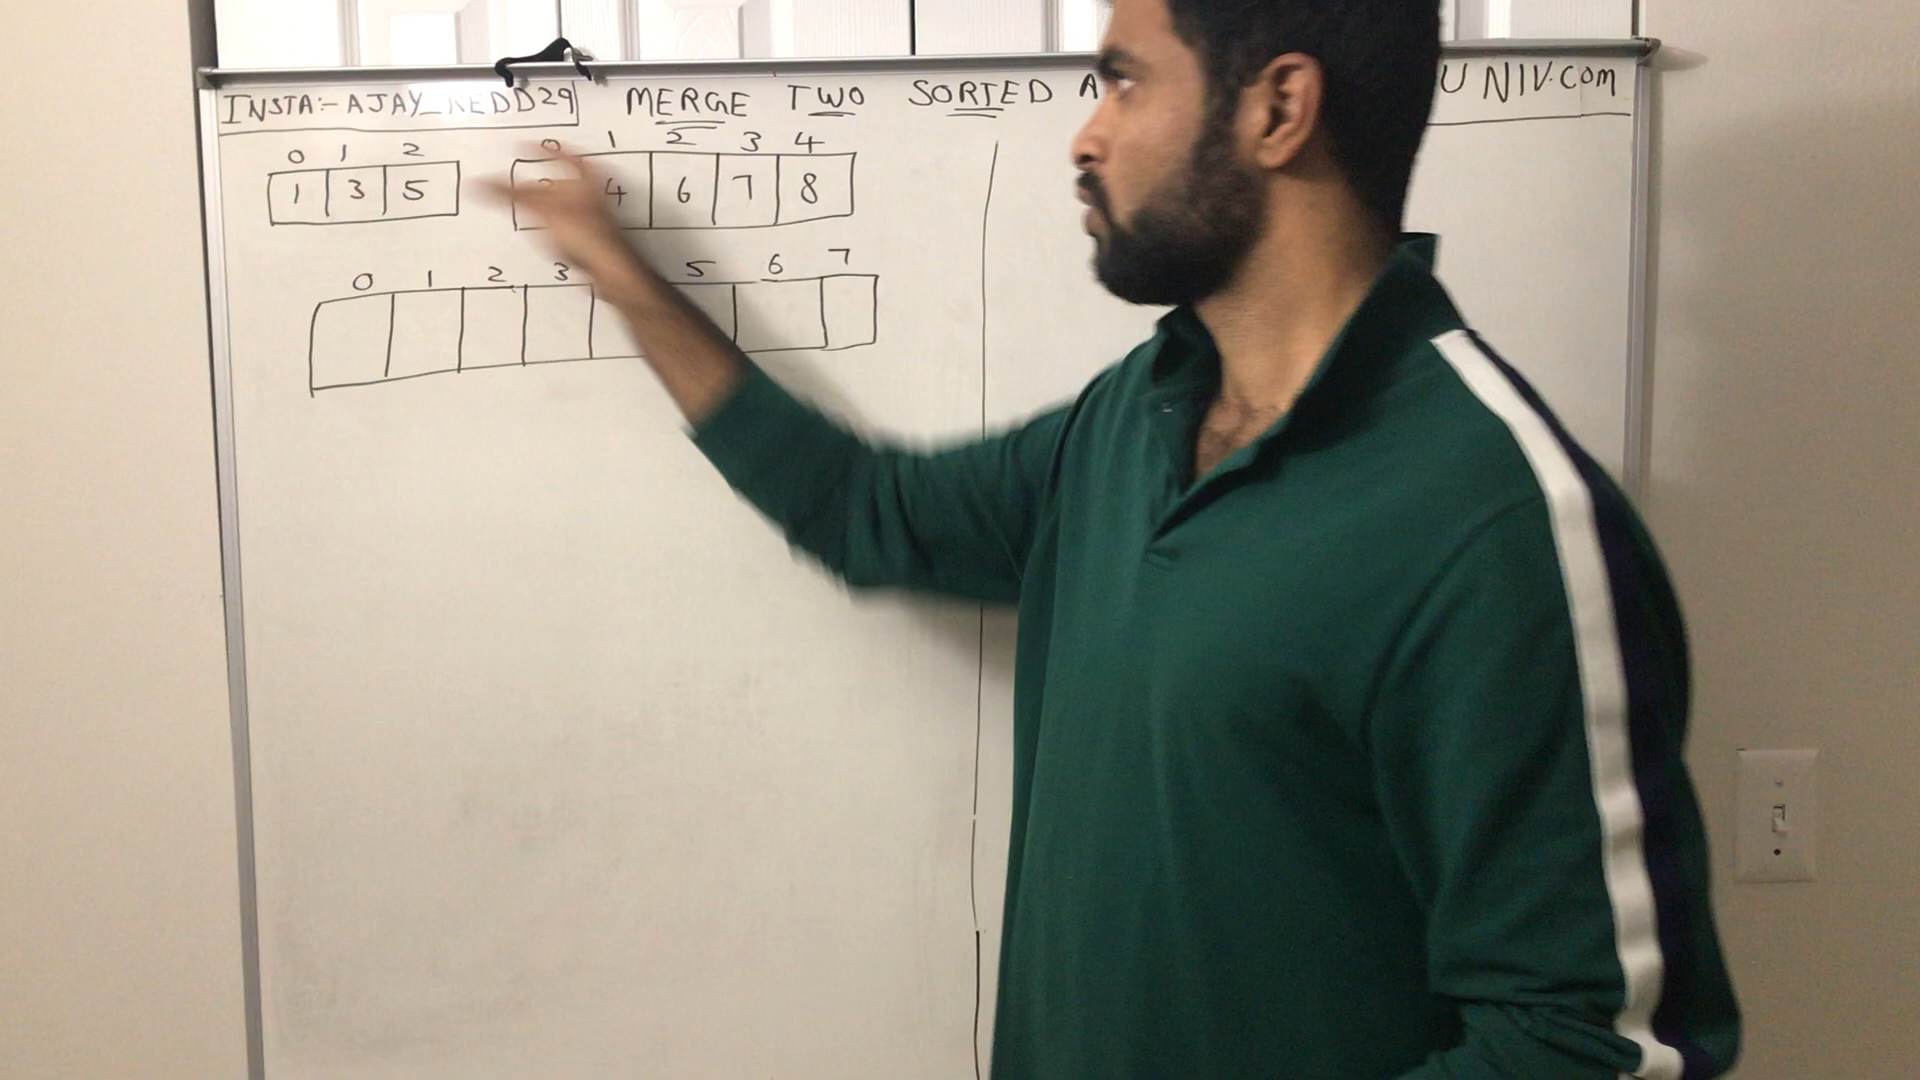 INSTA:- AJAY_NEDD29 MERGE TWO SORTED A UNIV.COM
0 1 2 0 1 2 3 4
1 3 5 4 6 7 8
0 1 2 3 5 6 7